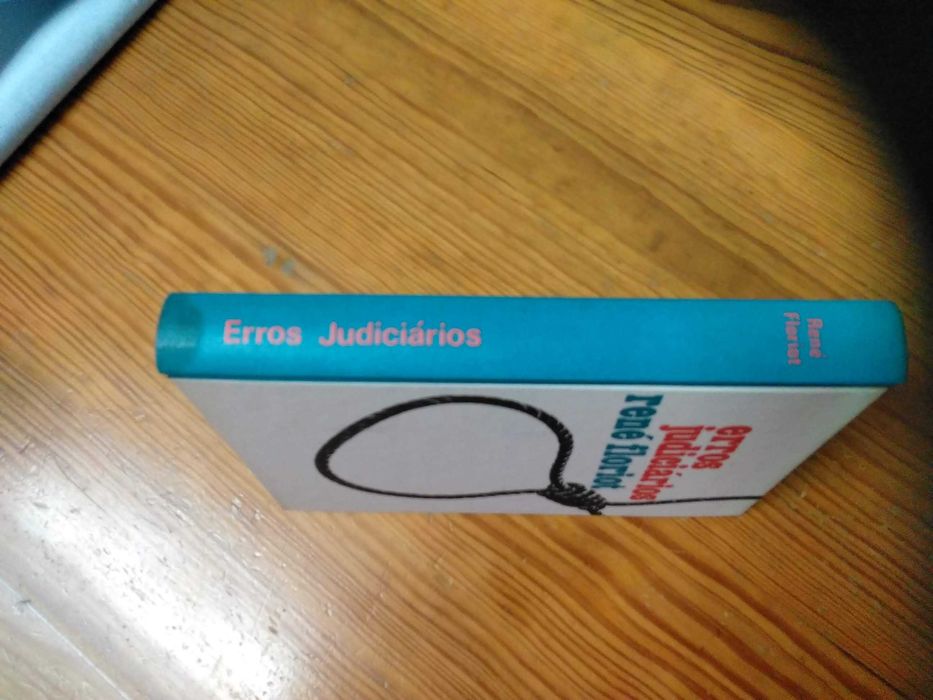 Erros Judiciários
René
Floriot
erros
judiciários
rené floriot